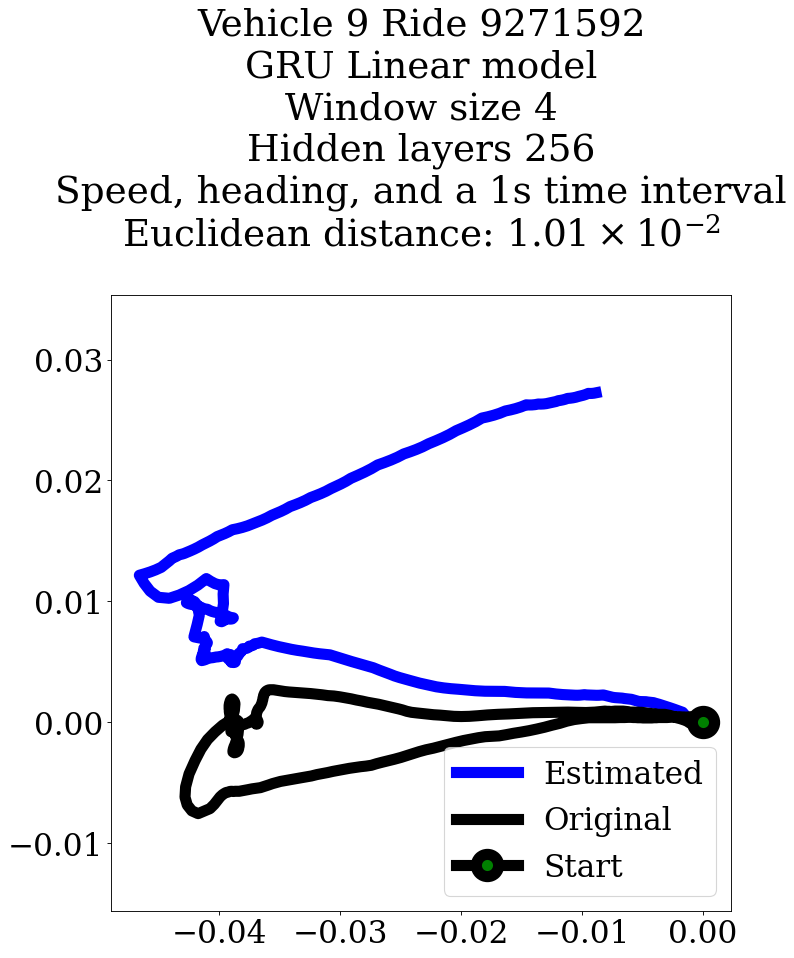 Vehicle 9 Ride 9271592
GRU Linear model
Window size 4
Hidden layers 256
Speed, heading, and a 1s time interval
Euclidean distance: 1.01 × 10⁻²
0.03
0.02
0.01
0.00
−0.01
Estimated
Original
Start
−0.04 −0.03 −0.02 −0.01 0.00